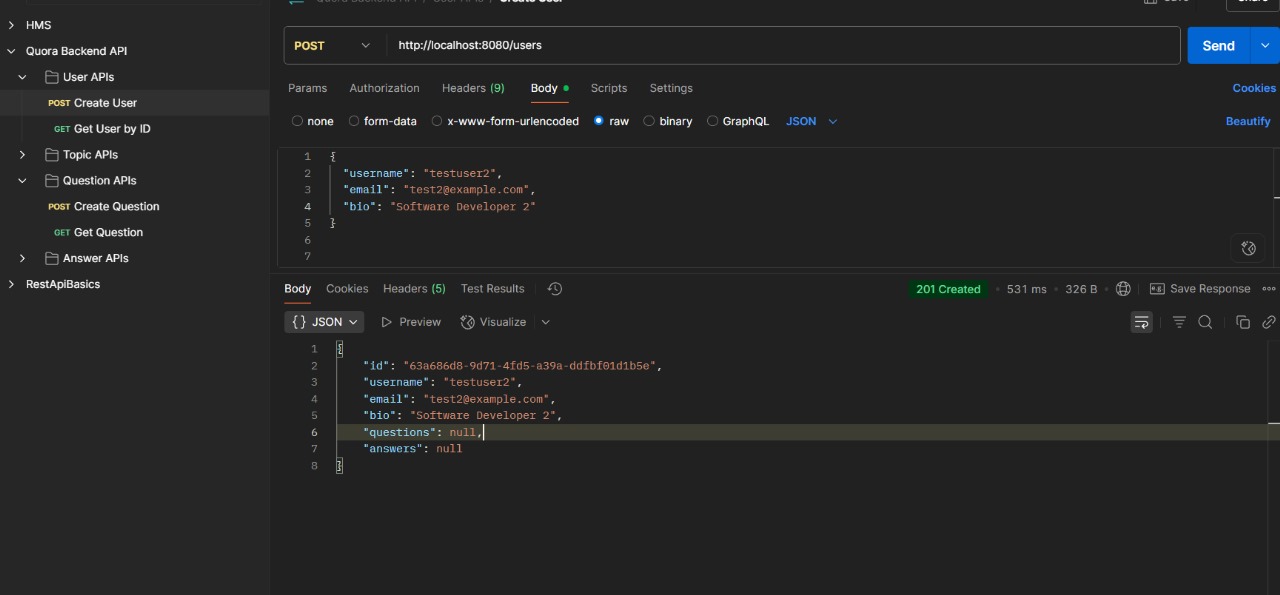 Create User
HMS
Quora Backend API
User APIs
POST Create User
GET Get User by ID
Topic APIs
Question APIs
POST Create Question
GET Get Question
Answer APIs
RestApiBasics
POST http://localhost:8080/users Send
Params Authorization Headers (9) Body Scripts Settings Cookies
none form-data x-www-form-urlencoded raw binary GraphQL JSON Beautify
1 {
2 "username": "testuser2",
3 "email": "test2@example.com",
4 "bio": "Software Developer 2"
5 }
6
7
Body Cookies Headers (5) Test Results 201 Created 531 ms 326 B e.g. Save Response
{} JSON Preview Visualize
1 {
2 "id": "63a686d8-9d71-4fd5-a39a-ddfbf01d1b5e",
3 "username": "testuser2",
4 "email": "test2@example.com",
5 "bio": "Software Developer 2",
6 "questions": null,
7 "answers": null
8 }